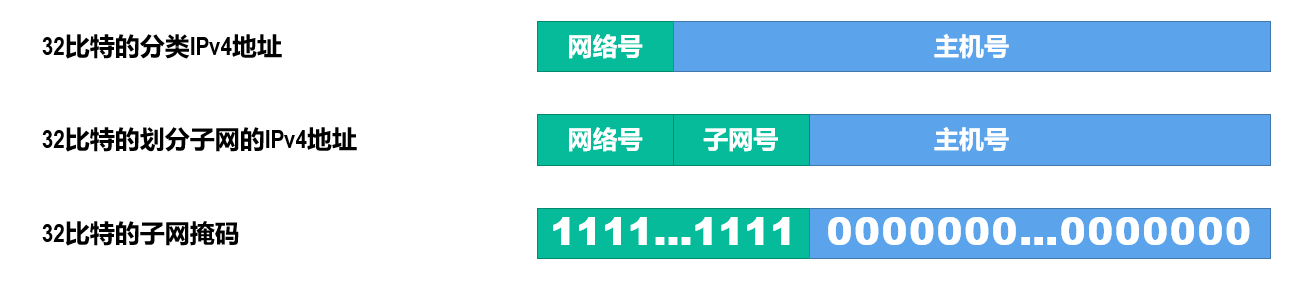 32比特的分类IPv4地址 网络号 主机号
32比特的划分子网的IPv4地址 网络号 子网号 主机号
32比特的子网掩码 1111...1111 0000000...0000000